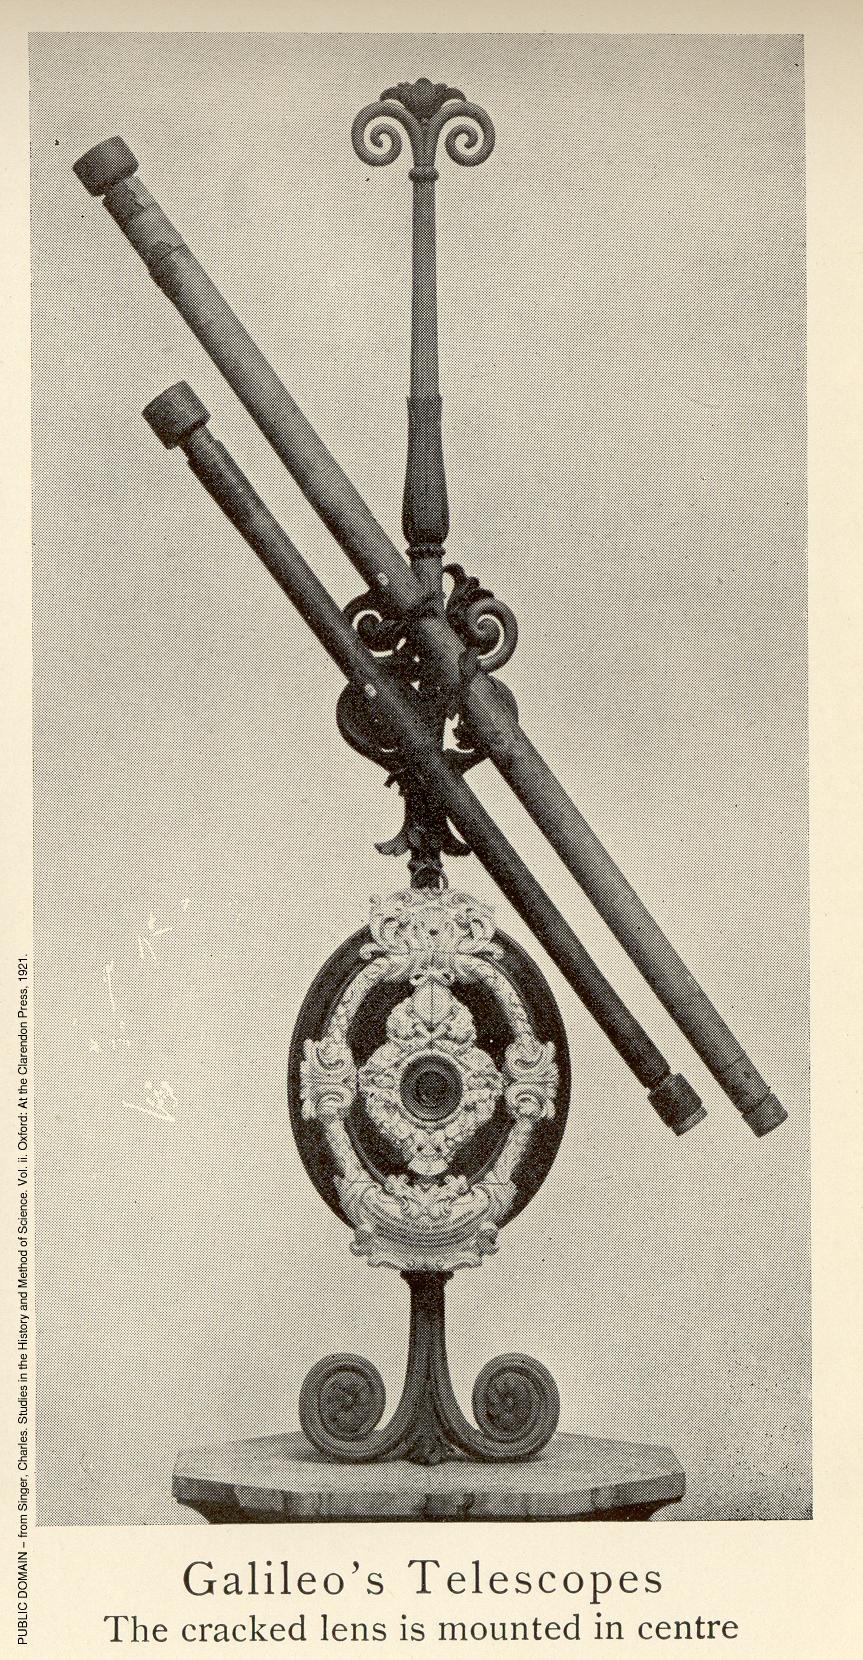 Galileo's Telescopes
The cracked lens is mounted in centre
PUBLIC DOMAIN – from Singer, Charles. Studies in the History and Method of Science. Vol. ii. Oxford: At the Clarendon Press, 1921.